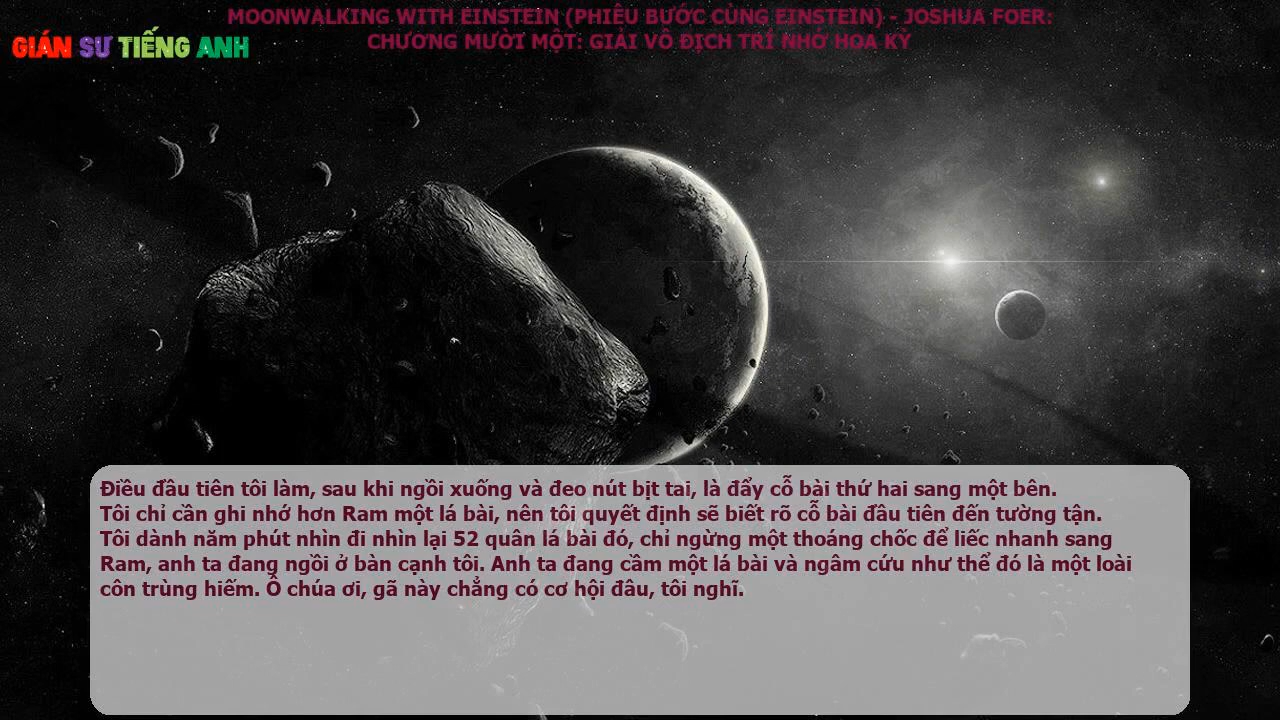 MOONWALKING WITH EINSTEIN (PHIÊU BƯỚC CÙNG EINSTEIN) - JOSHUA FOER:
CHƯƠNG MƯỜI MỘT: GIẢI VÔ ĐỊCH TRÍ NHỚ HOA KỲ
GIÁN SƯ TIẾNG ANH
Điều đầu tiên tôi làm, sau khi ngồi xuống và đeo nút bịt tai, là đẩy cỗ bài thứ hai sang một bên.
Tôi chỉ cần ghi nhớ hơn Ram một lá bài, nên tôi quyết định sẽ biết rõ cỗ bài đầu tiên đến tường tận.
Tôi dành năm phút nhìn đi nhìn lại 52 quân lá bài đó, chỉ ngừng một thoáng chốc để liếc nhanh sang
Ram, anh ta đang ngồi ở bàn cạnh tôi. Anh ta đang cầm một lá bài và ngâm cứu như thể đó là một loài
côn trùng hiếm. Ô chúa ơi, gã này chẳng có cơ hội đâu, tôi nghĩ.